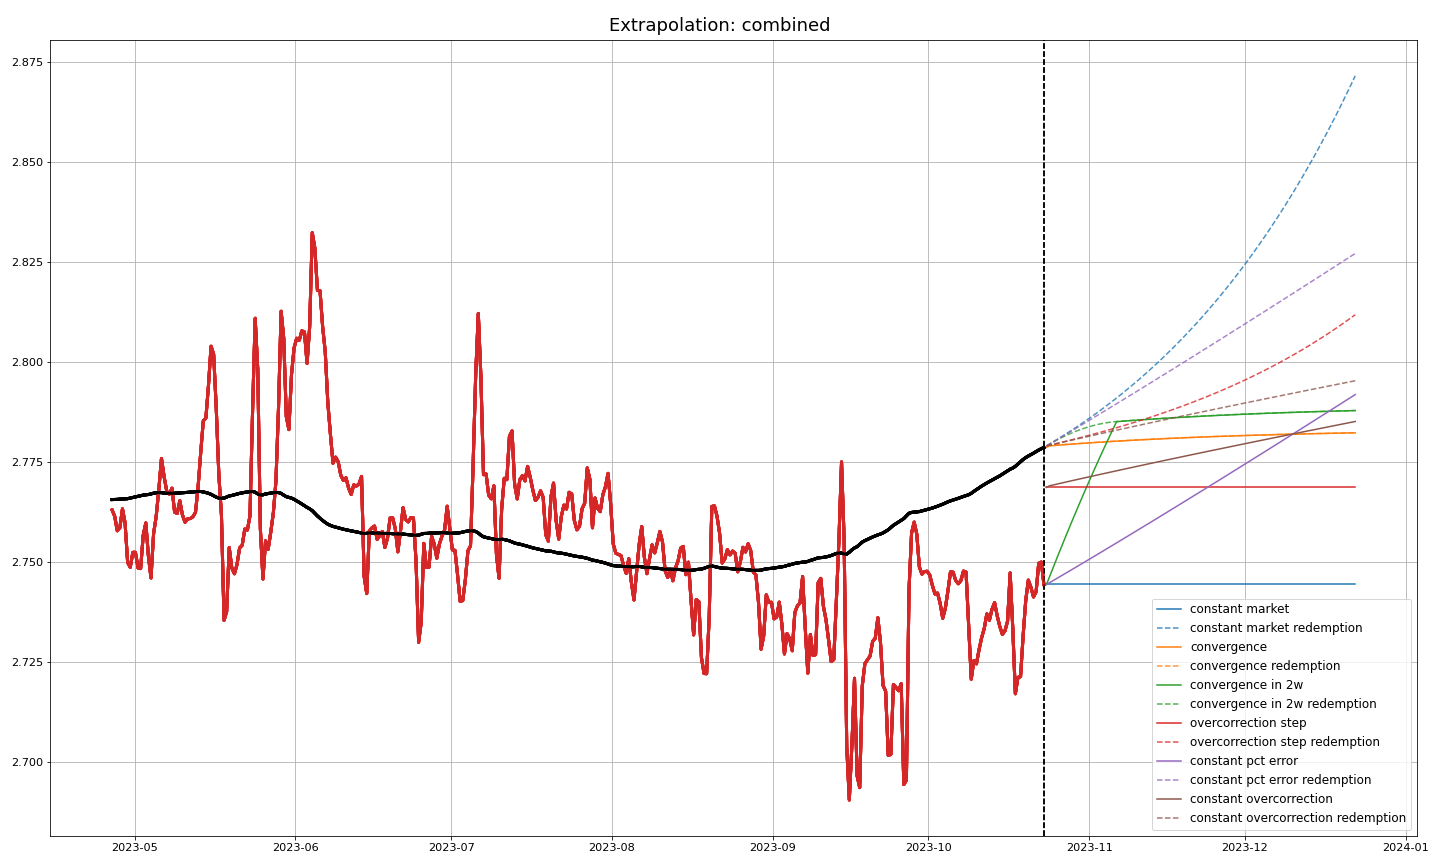 Extrapolation: combined
2.875
2.850
2.825
2.800
2.775
2.750
2.725
2.700
constant market
constant market redemption
convergence
convergence redemption
convergence in 2w
convergence in 2w redemption
overcorrection step
overcorrection step redemption
constant pct error
constant pct error redemption
constant overcorrection
constant overcorrection redemption
2023-05 2023-06 2023-07 2023-08 2023-09 2023-10 2023-11 2023-12 2024-01